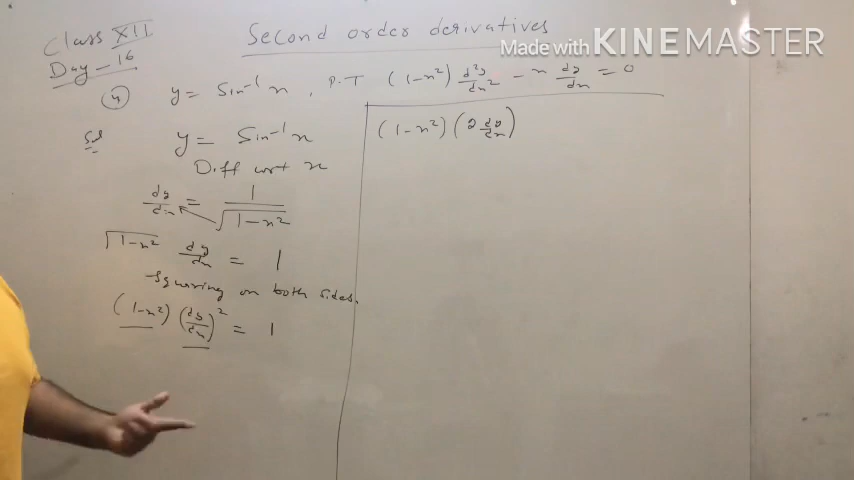 Class XII
Day - 16
Second order derivatives
Made with KINEMASTER
4) y = Sin⁻¹ x , P.T (1-x²) d²y/dx² - x dy/dx = 0
Sol y = Sin⁻¹ x
Diff wrt x
dy/dx = 1/√(1-x²)
√(1-x²) dy/dx = 1
Squaring on both sides.
(1-x²) (dy/dx)² = 1
(1-x²) (2 dy/dx)